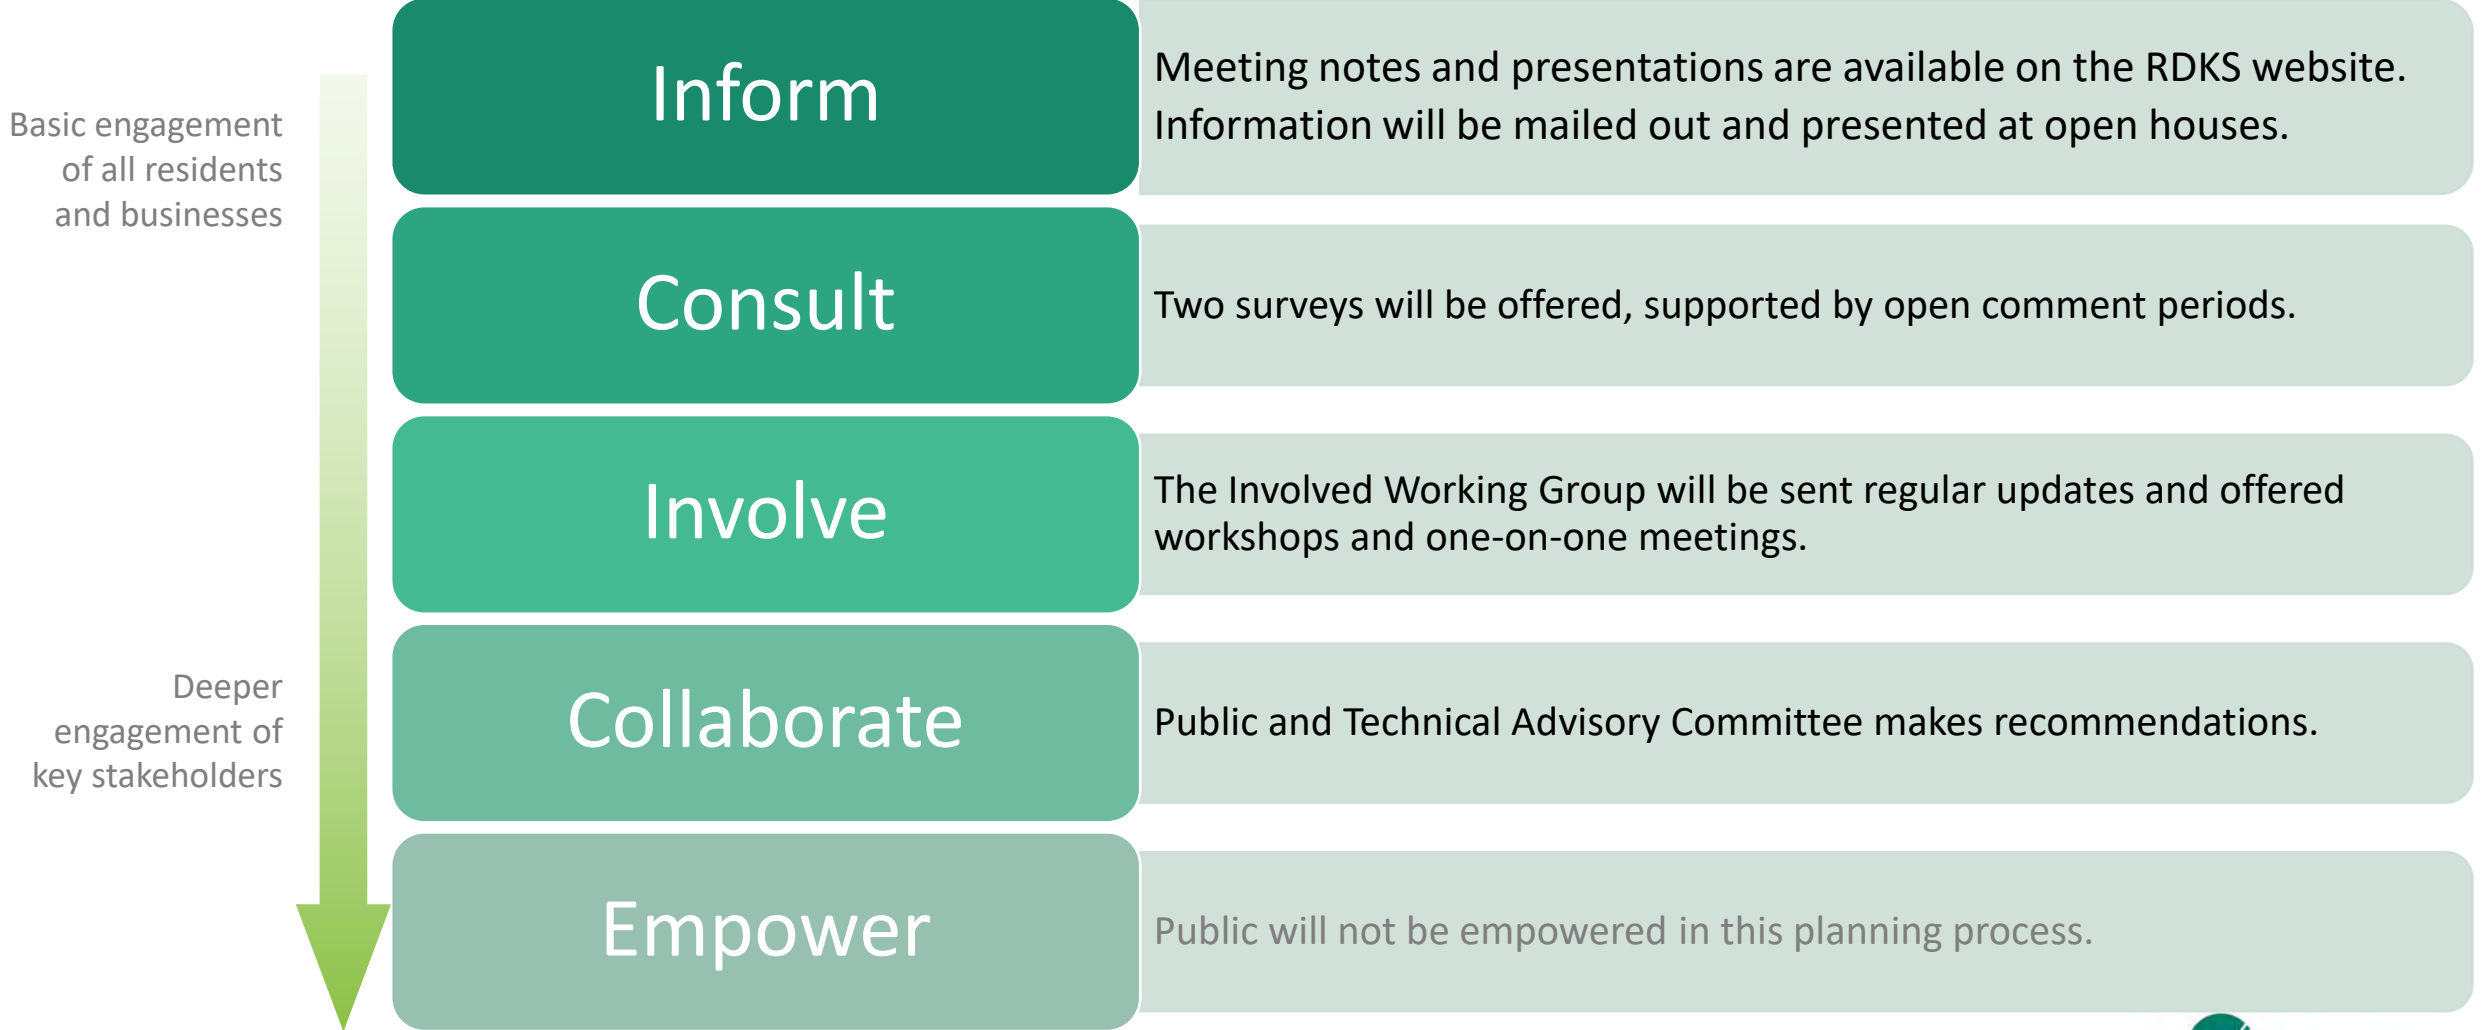 Basic engagement
of all residents
and businesses
Inform
Meeting notes and presentations are available on the RDKS website.
Information will be mailed out and presented at open houses.
Consult
Two surveys will be offered, supported by open comment periods.
Involve
The Involved Working Group will be sent regular updates and offered
workshops and one-on-one meetings.
Deeper
engagement of
key stakeholders
Collaborate
Public and Technical Advisory Committee makes recommendations.
Empower
Public will not be empowered in this planning process.